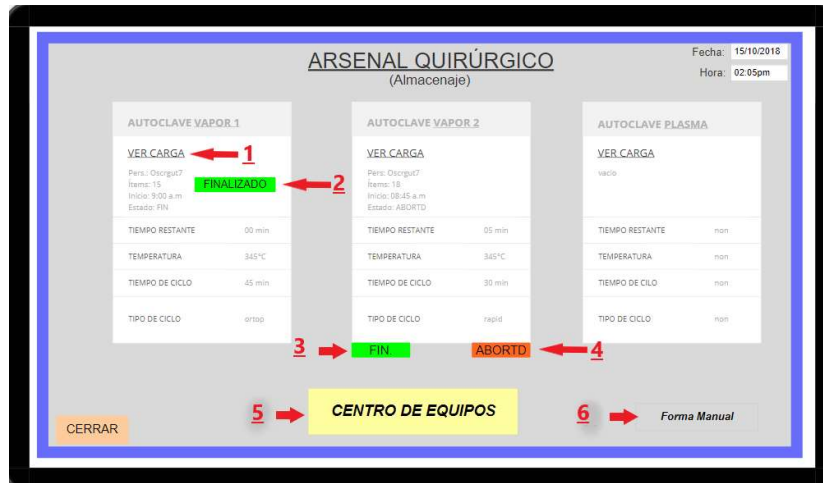 ARSENAL QUIRÚRGICO
(Almacenaje)
Fecha: 15/10/2018
Hora: 02:05pm
AUTOCLAVE VAPOR 1
VER CARGA
1
Pers.: Oscrgut7
Ítems: 15
Inicio: 9:00 a.m
Estado: FIN
FINALIZADO
2
TIEMPO RESTANTE 00 min
TEMPERATURA 345°C
TIEMPO DE CICLO 45 min
TIPO DE CICLO ortop
AUTOCLAVE VAPOR 2
VER CARGA
Pers: Oscrgut7
Ítems: 18
Inicio: 08:45 a.m
Estado: ABORTD
TIEMPO RESTANTE 05 min
TEMPERATURA 345°C
TIEMPO DE CICLO 30 min
TIPO DE CICLO rapid
AUTOCLAVE PLASMA
VER CARGA
vacio
TIEMPO RESTANTE non
TEMPERATURA non
TIEMPO DE CILO non
TIPO DE CICLO non
3
FIN.
ABORTD
4
5
CENTRO DE EQUIPOS
6
Forma Manual
CERRAR